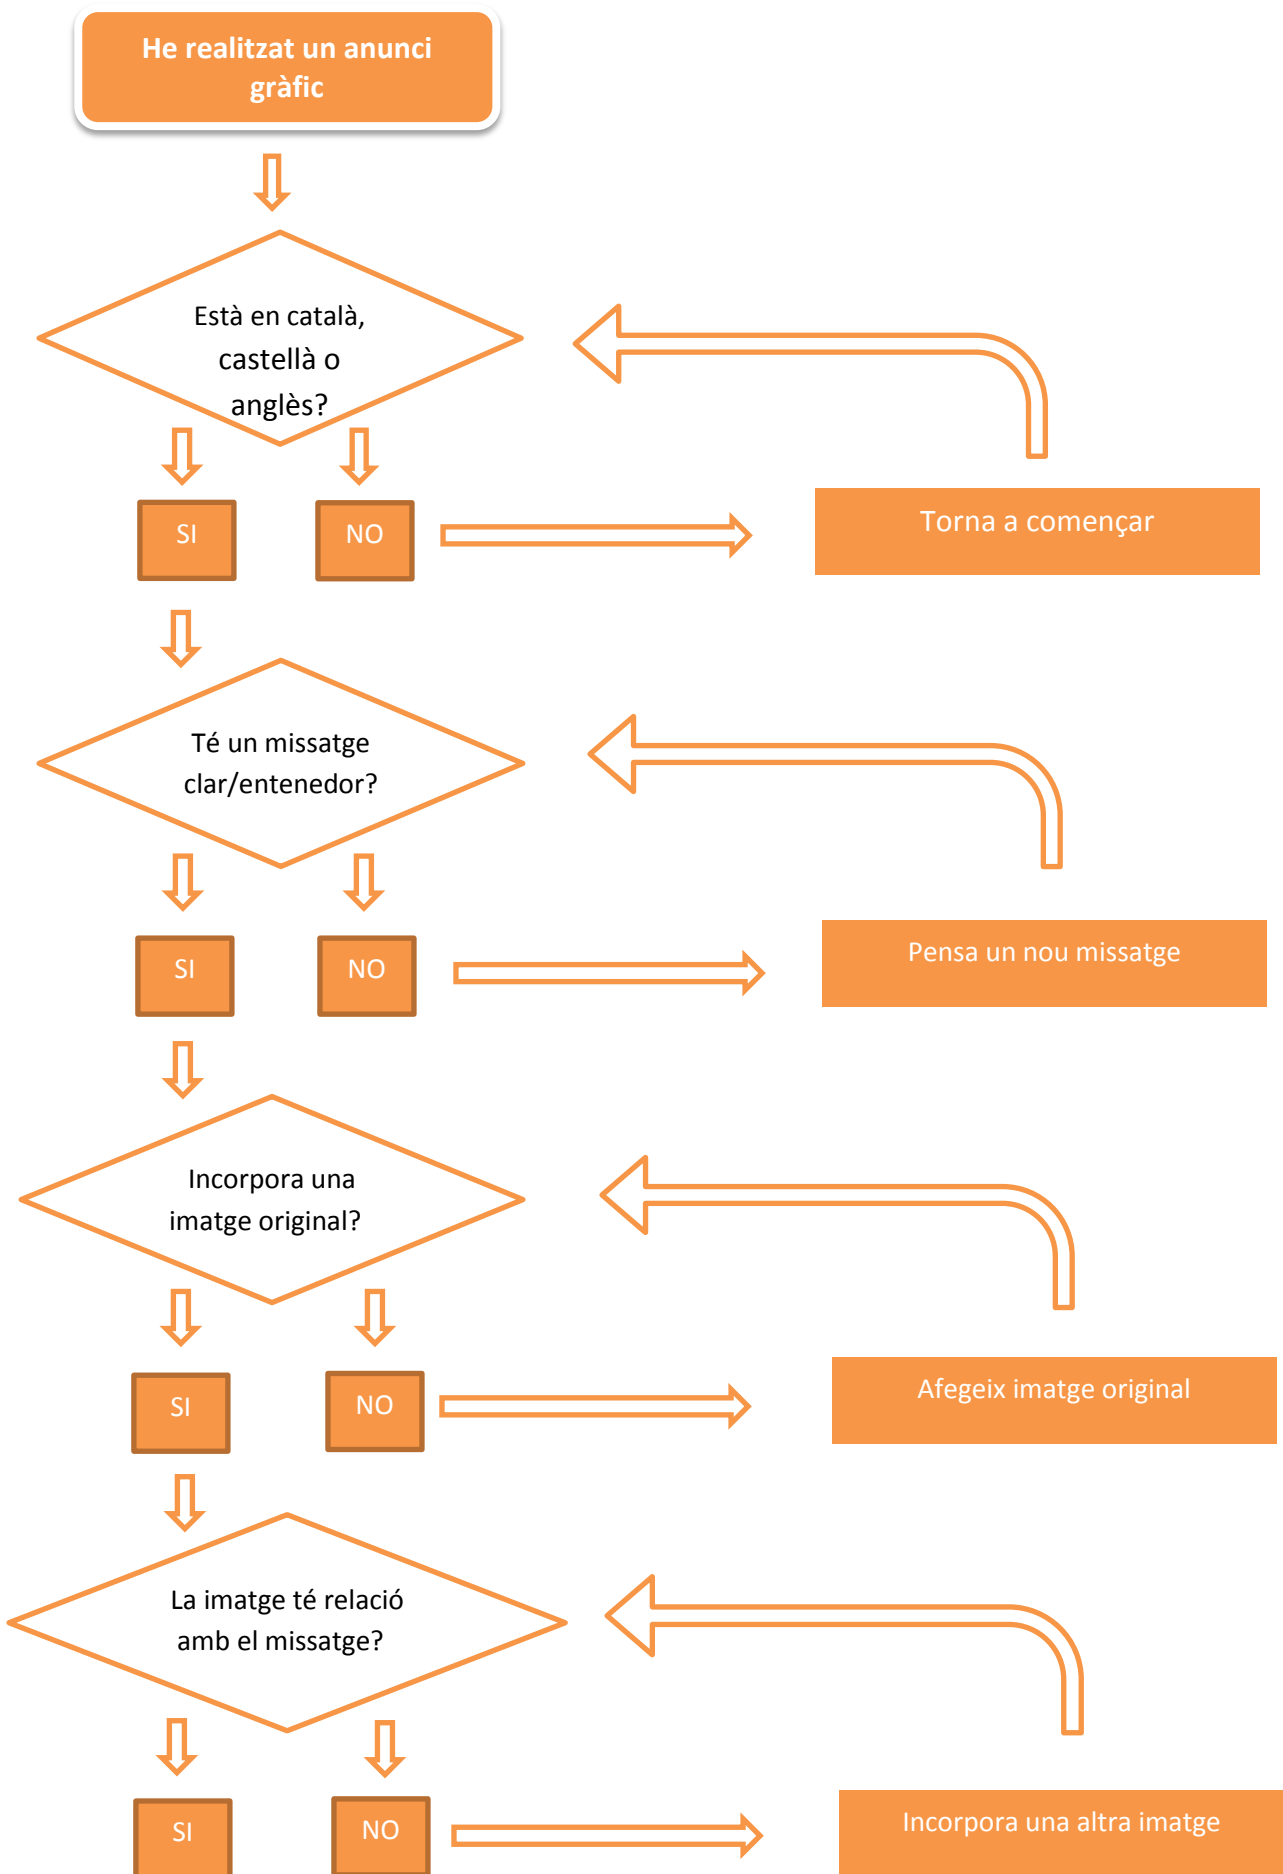 He realitzat un anunci
gràfic
Està en català,
castellà o
anglès?
SI
NO
Torna a començar
Té un missatge
clar/entenedor?
SI
NO
Pensa un nou missatge
Incorpora una
imatge original?
SI
NO
Afegeix imatge original
La imatge té relació
amb el missatge?
SI
NO
Incorpora una altra imatge